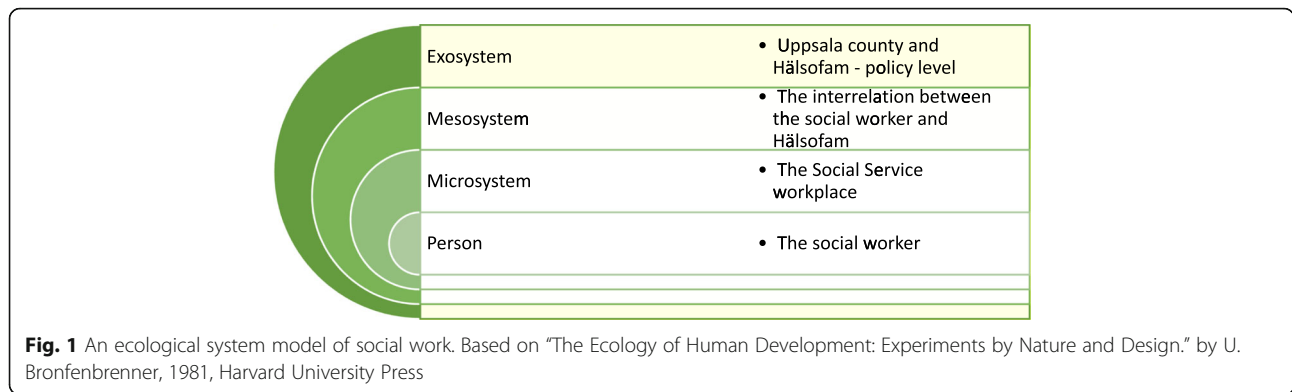 Exosystem
• Uppsala county and
Hälsofam - policy level
Mesosystem
• The interrelation between
the social worker and
Hälsofam
Microsystem
• The Social Service
workplace
Person
• The social worker
Fig. 1 An ecological system model of social work. Based on “The Ecology of Human Development: Experiments by Nature and Design.” by U.
Bronfenbrenner, 1981, Harvard University Press